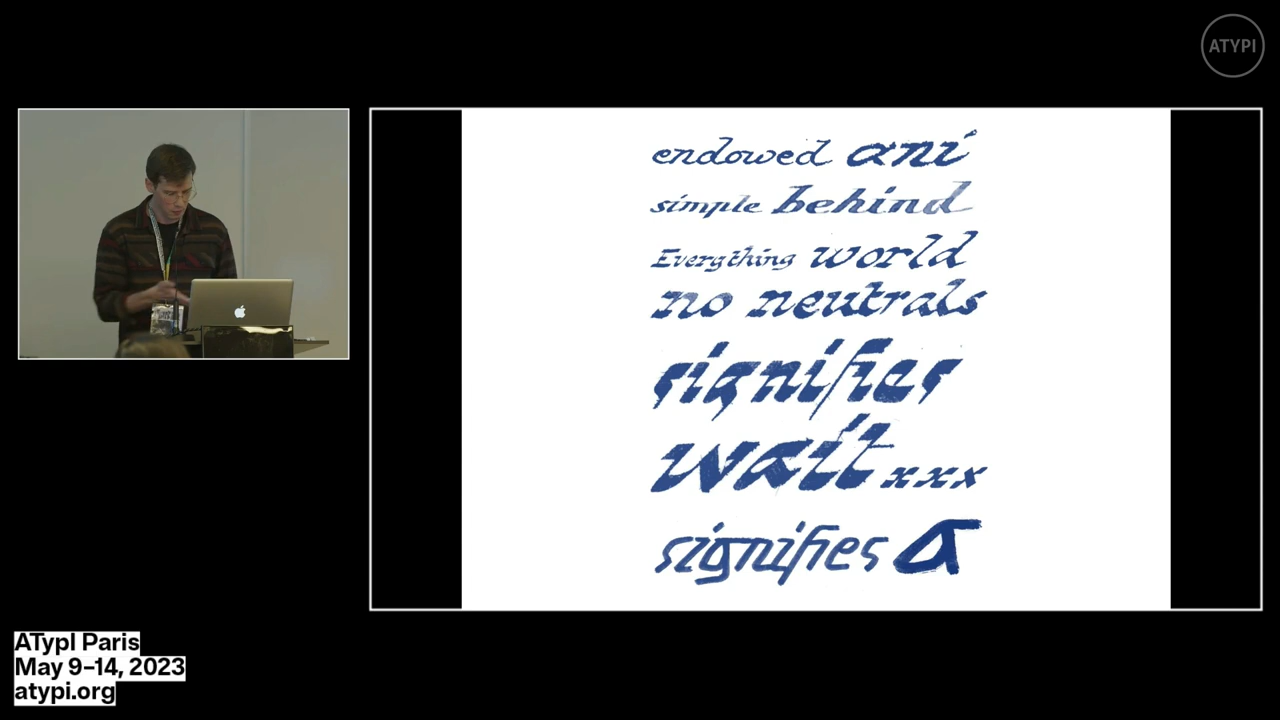 ATYPI
endowed ani
simple behind
Everything world
no neutrals
signifies
wait xxx
signifies a
ATypI Paris
May 9–14, 2023
atypi.org